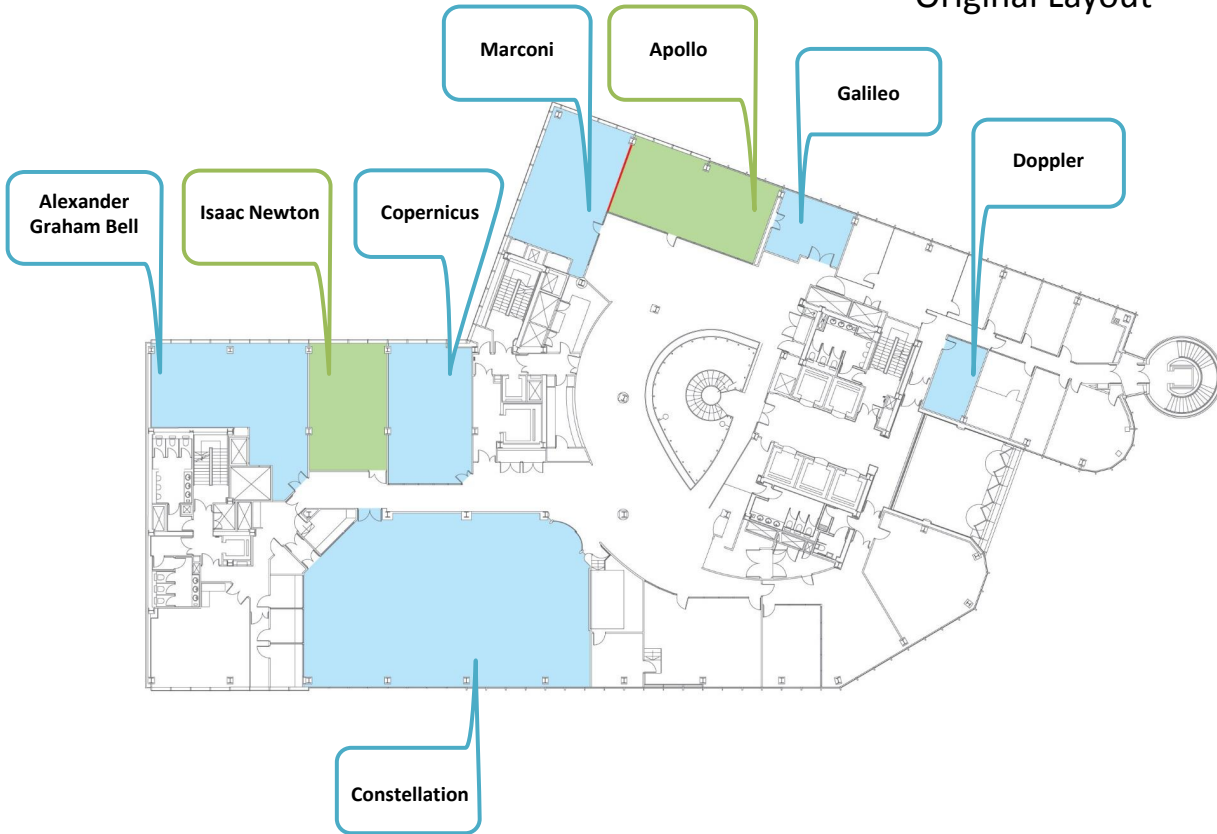 Original Layout
Marconi
Apollo
Galileo
Doppler
Alexander
Graham Bell
Isaac Newton
Copernicus
Constellation